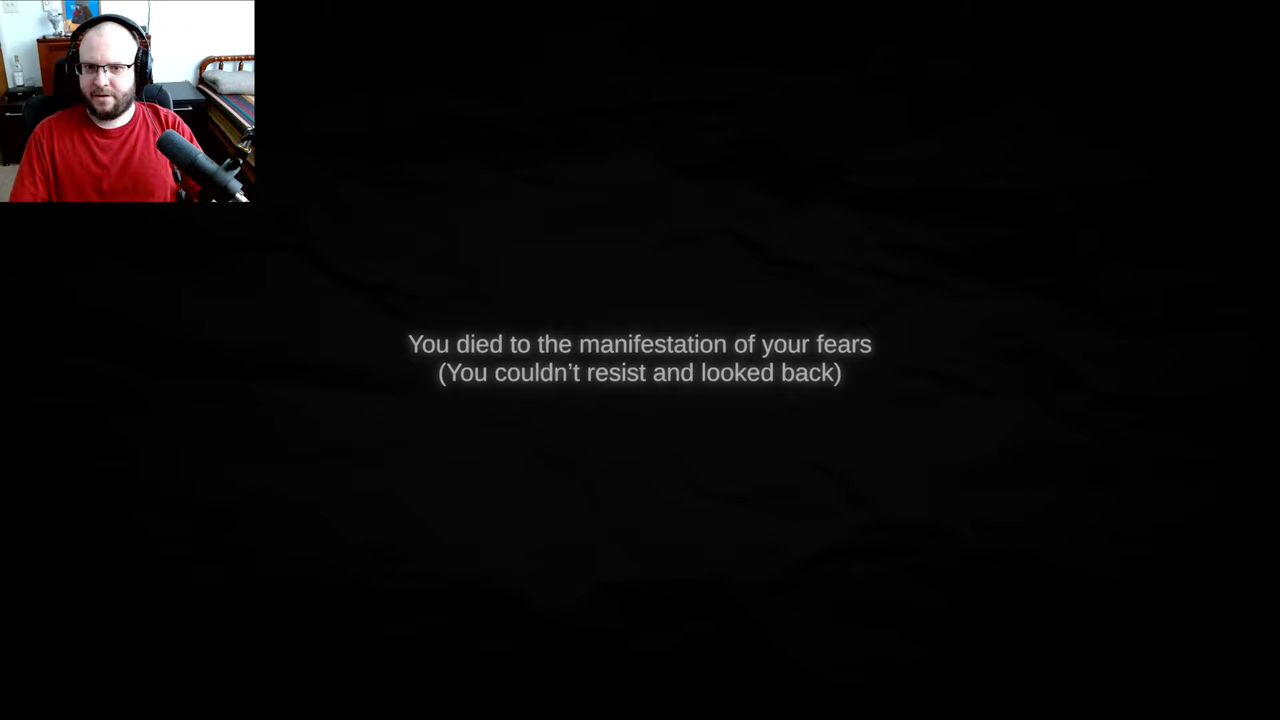 You died to the manifestation of your fears
(You couldn’t resist and looked back)